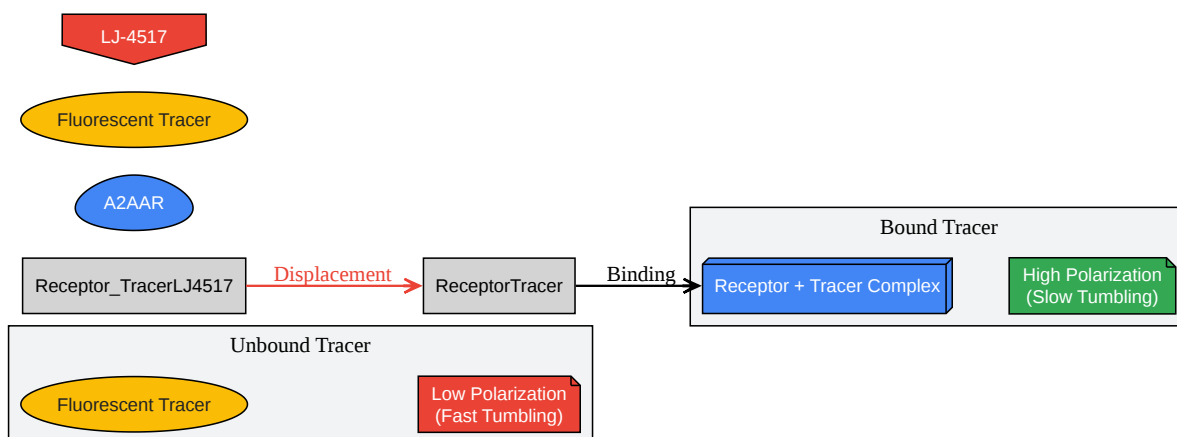 LJ-4517
Fluorescent Tracer
A2AAR
Bound Tracer
Receptor_TracerLJ4517
Displacement
ReceptorTracer
Binding
Receptor + Tracer Complex
High Polarization
(Slow Tumbling)
Unbound Tracer
Fluorescent Tracer
Low Polarization
(Fast Tumbling)